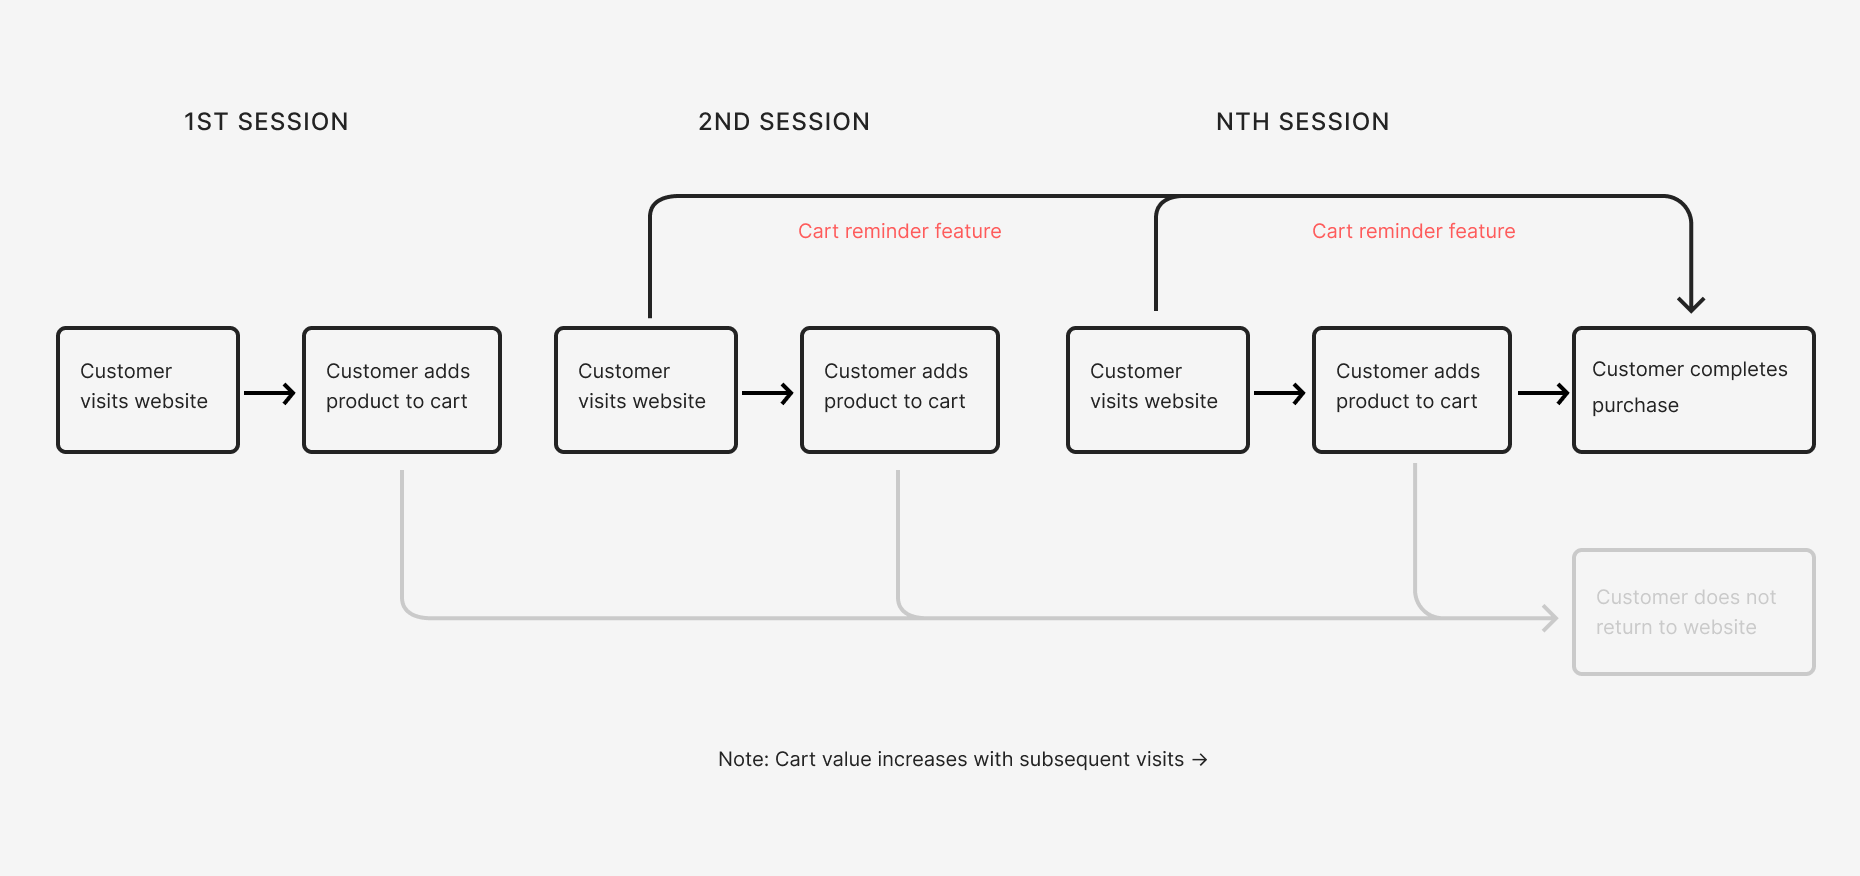 1ST SESSION
2ND SESSION
NTH SESSION
Cart reminder feature
Cart reminder feature
Customer
visits website
Customer adds
product to cart
Customer
visits website
Customer adds
product to cart
Customer
visits website
Customer adds
product to cart
Customer completes
purchase
Customer does not
return to website
Note: Cart value increases with subsequent visits →